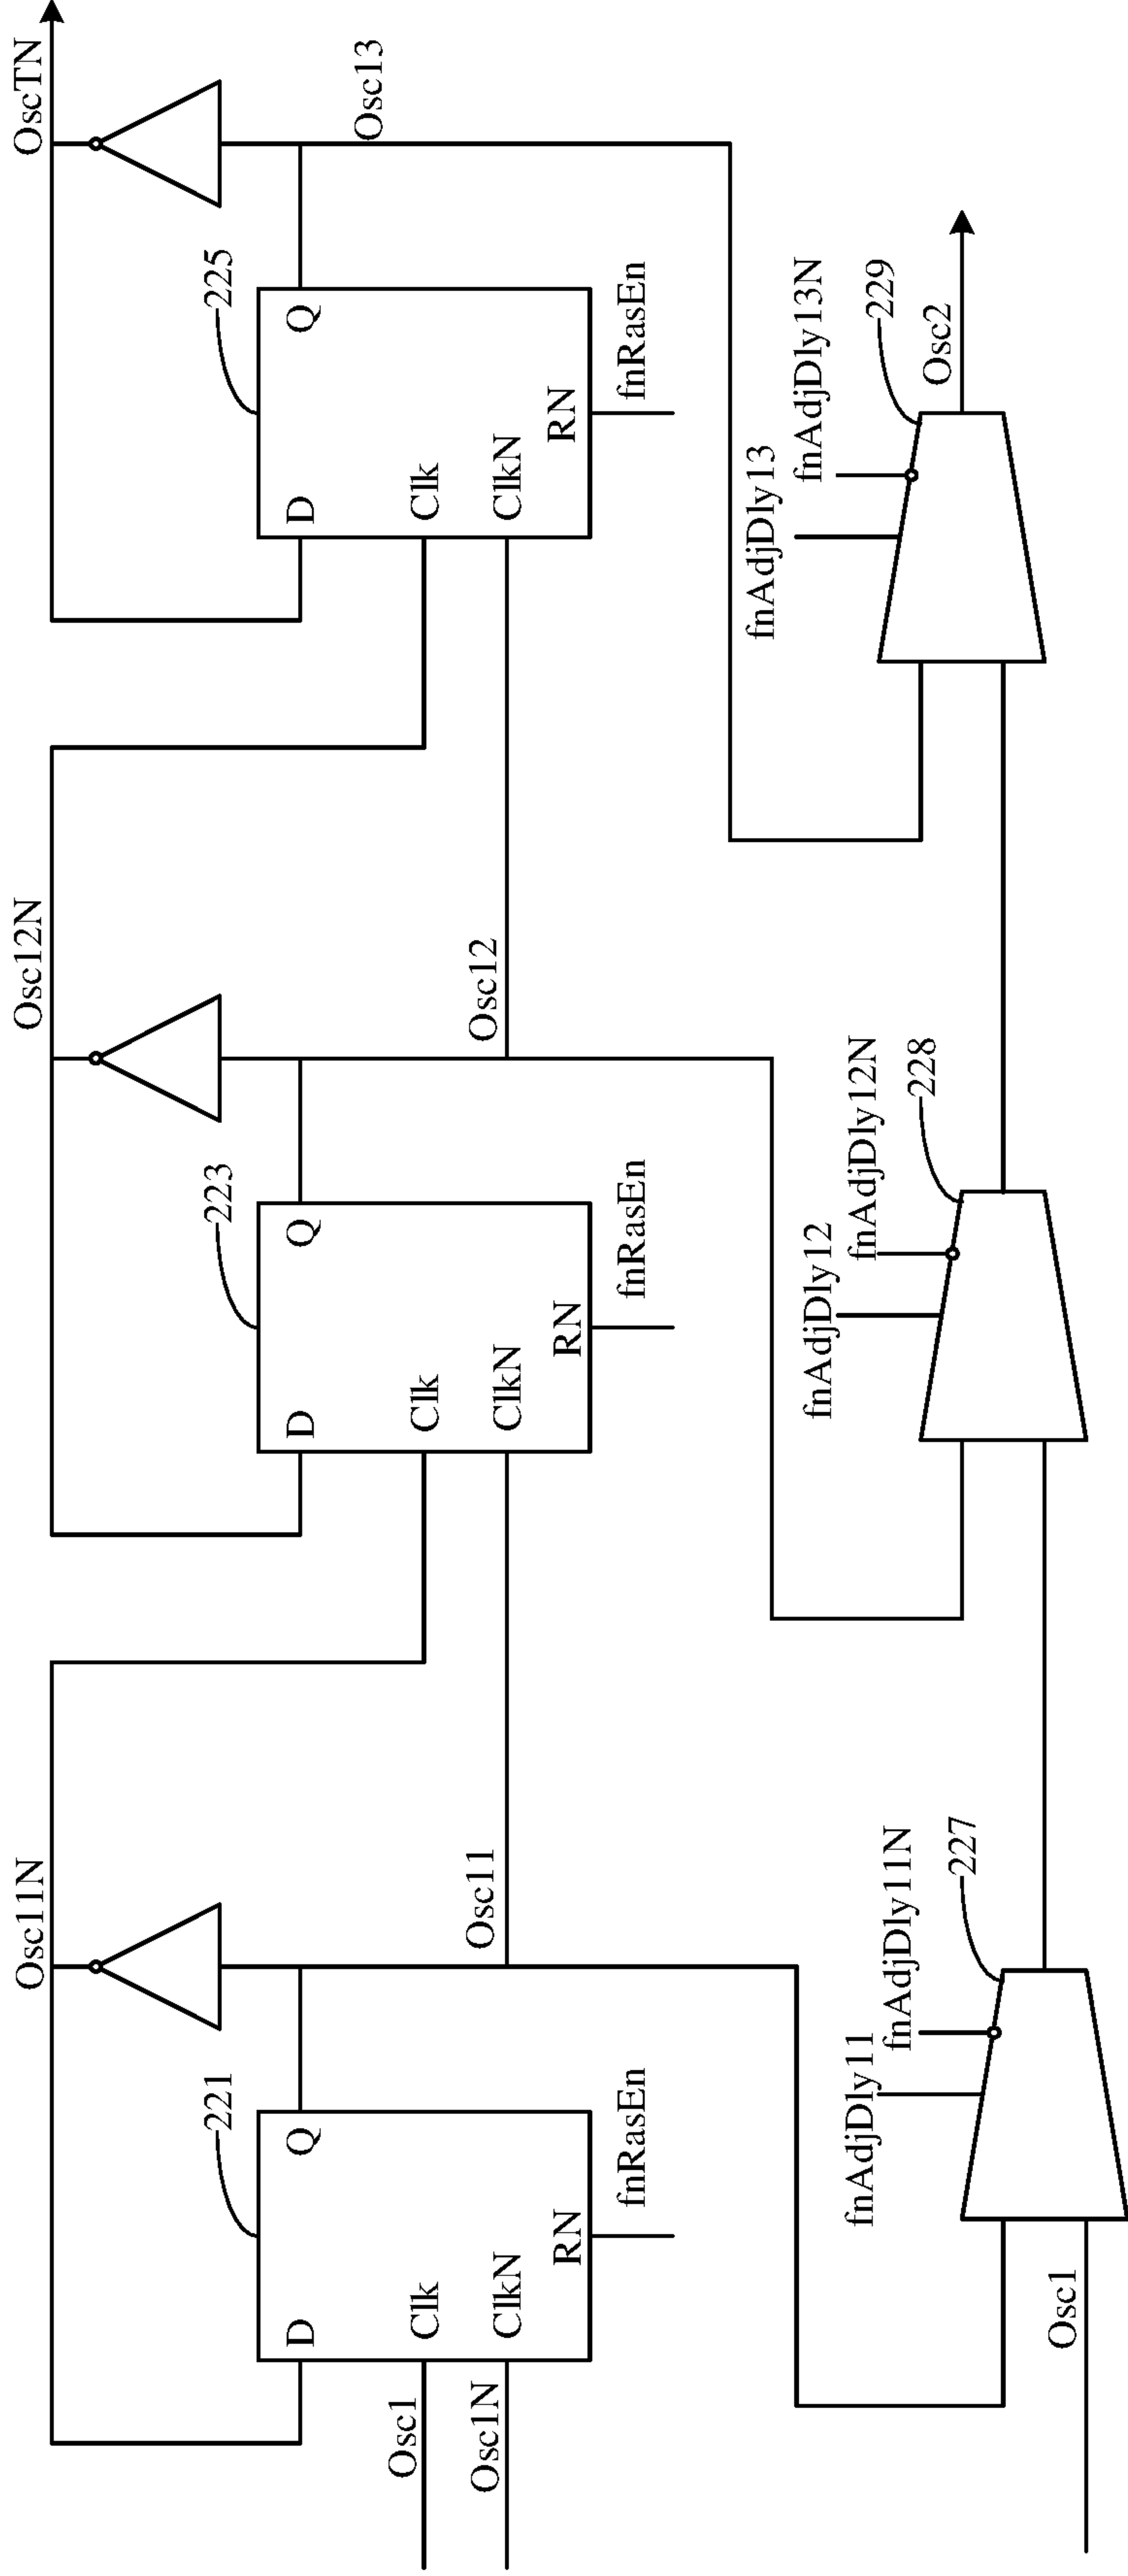 Osc11N
Osc12N
OscTN
221
223
225
D
Q
D
Q
D
Q
Osc13
Osc1
Clk
Clk
Clk
Osc1N
ClkN
Osc11
ClkN
Osc12
ClkN
RN
RN
RN
fnRasEn
fnRasEn
fnRasEn
fnAdjDly11
fnAdjDly11N
227
fnAdjDly12
fnAdjDly12N
228
fnAdjDly13
fnAdjDly13N
229
Osc2
Osc1